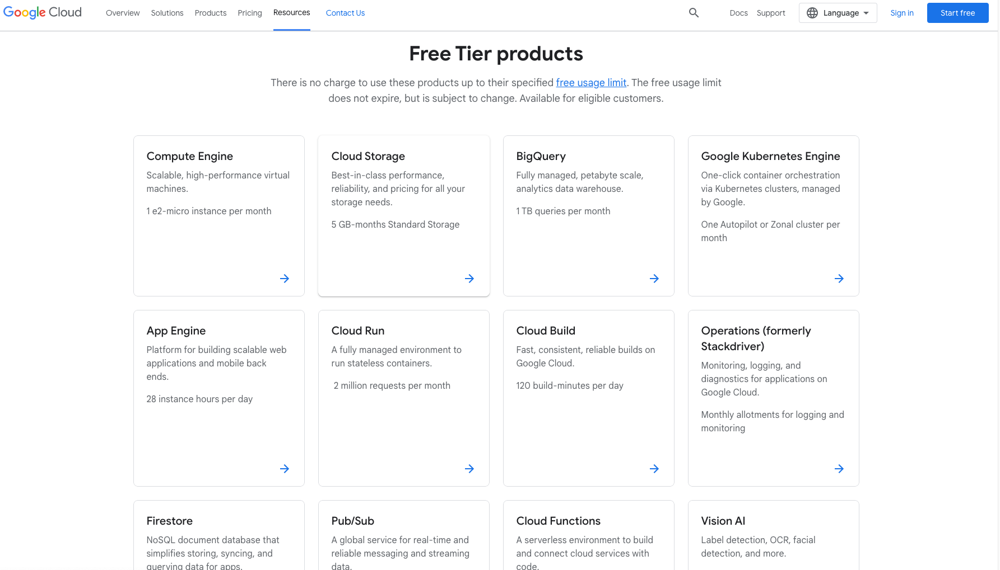 Google Cloud
Overview Solutions Products Pricing Resources Contact Us Docs Support Language Sign in Start free
Free Tier products
There is no charge to use these products up to their specified free usage limit. The free usage limit
does not expire, but is subject to change. Available for eligible customers.
Compute Engine
Scalable, high-performance virtual
machines.
1 e2-micro instance per month
Cloud Storage
Best-in-class performance,
reliability, and pricing for all your
storage needs.
5 GB-months Standard Storage
BigQuery
Fully managed, petabyte scale,
analytics data warehouse.
1 TB queries per month
Google Kubernetes Engine
One-click container orchestration
via Kubernetes clusters, managed
by Google.
One Autopilot or Zonal cluster per
month
App Engine
Platform for building scalable web
applications and mobile back
ends.
28 instance hours per day
Cloud Run
A fully managed environment to
run stateless containers.
2 million requests per month
Cloud Build
Fast, consistent, reliable builds on
Google Cloud.
120 build-minutes per day
Operations (formerly
Stackdriver)
Monitoring, logging, and
diagnostics for applications on
Google Cloud.
Monthly allotments for logging and
monitoring
Firestore
NoSQL document database that
simplifies storing, syncing, and
querying data for apps.
Pub/Sub
A global service for real-time and
reliable messaging and streaming
data.
Cloud Functions
A serverless environment to build
and connect cloud services with
code.
Vision AI
Label detection, OCR, facial
detection, and more.